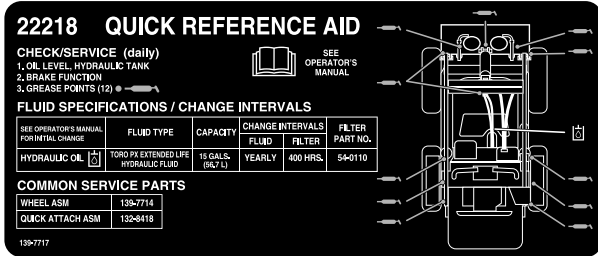 22218 QUICK REFERENCE AID
CHECK/SERVICE (daily)
1. OIL LEVEL, HYDRAULIC TANK
2. BRAKE FUNCTION
3. GREASE POINTS (12)
SEE
OPERATOR'S
MANUAL
FLUID SPECIFICATIONS / CHANGE INTERVALS
SEE OPERATOR'S MANUAL
FOR INITIAL CHANGE
FLUID TYPE
CAPACITY
CHANGE INTERVALS
FLUID
FILTER
FILTER
PART NO.
HYDRAULIC OIL
TORO PX EXTENDED LIFE
HYDRAULIC FLUID
15 GALS.
(56.7 L)
YEARLY
400 HRS.
54-0110
COMMON SERVICE PARTS
WHEEL ASM 139-7714
QUICK ATTACH ASM 132-8418
139-7717